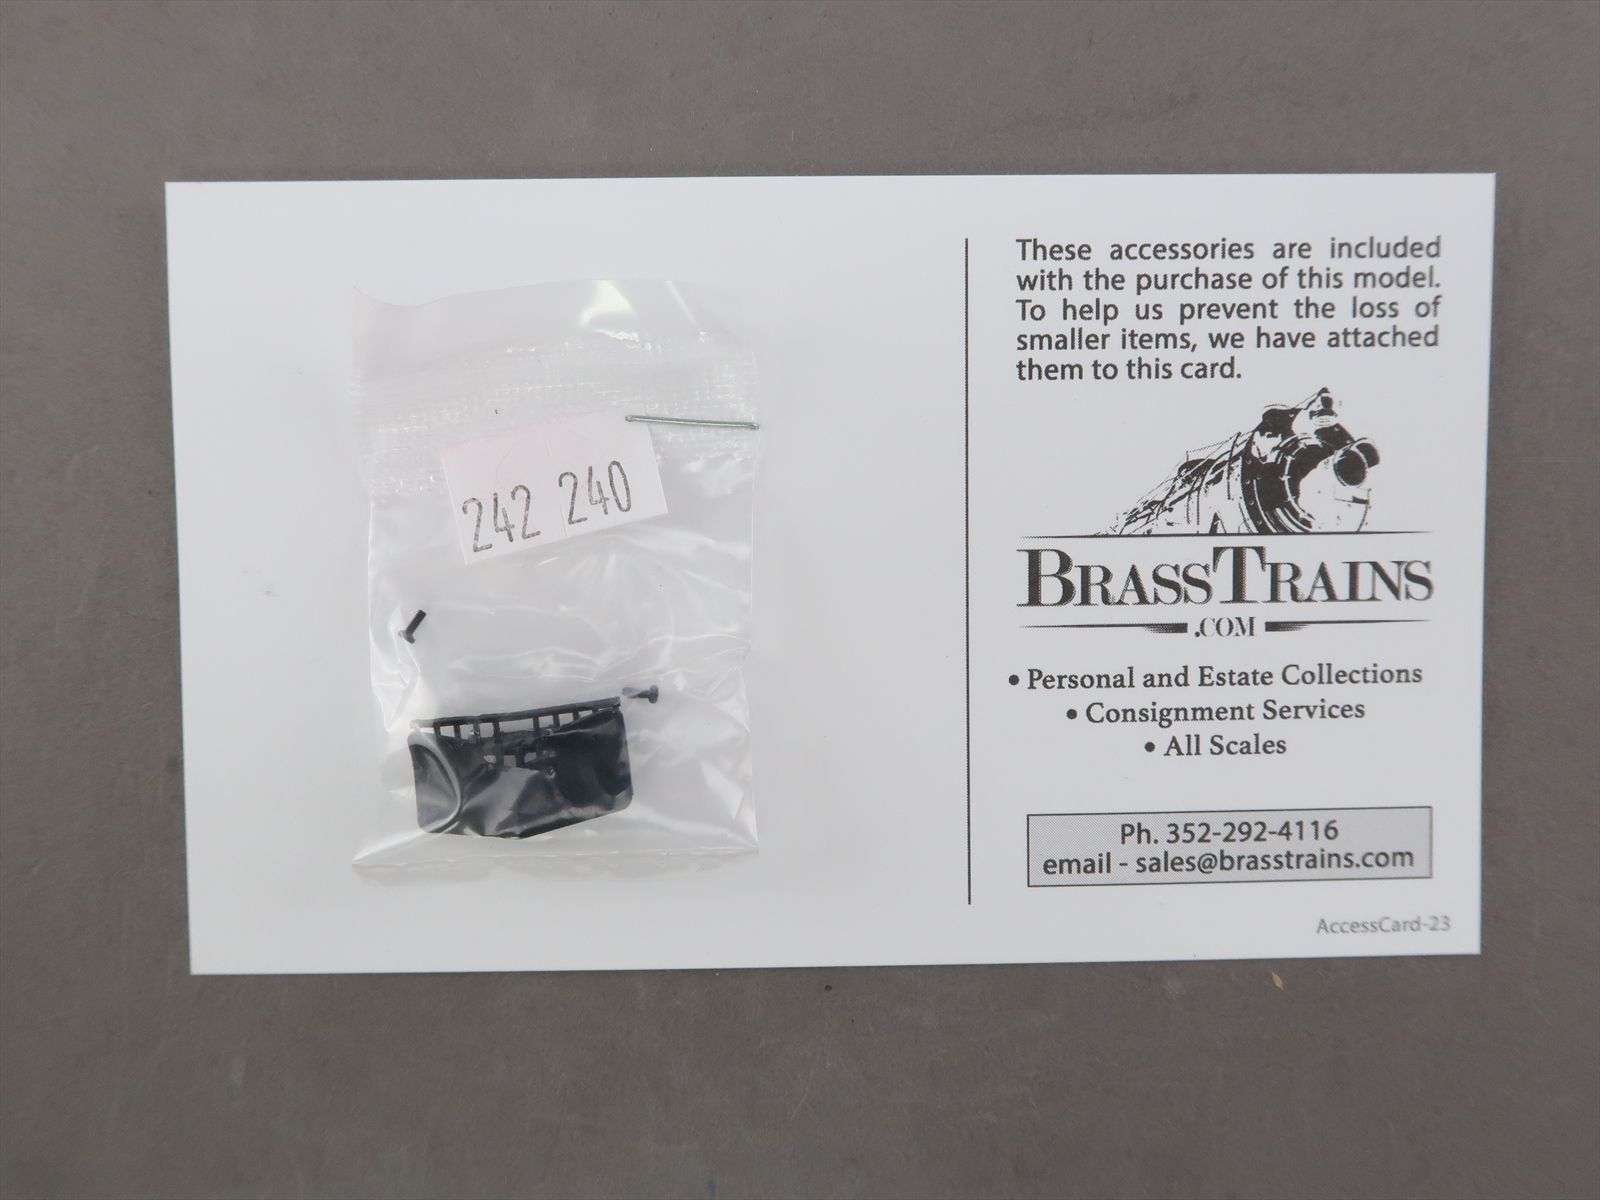 242 240
These accessories are included
with the purchase of this model.
To help us prevent the loss of
smaller items, we have attached
them to this card.
BRASSTRAINS
.COM
• Personal and Estate Collections
• Consignment Services
• All Scales
Ph. 352-292-4116
email - sales@brasstrains.com
AccessCard-23